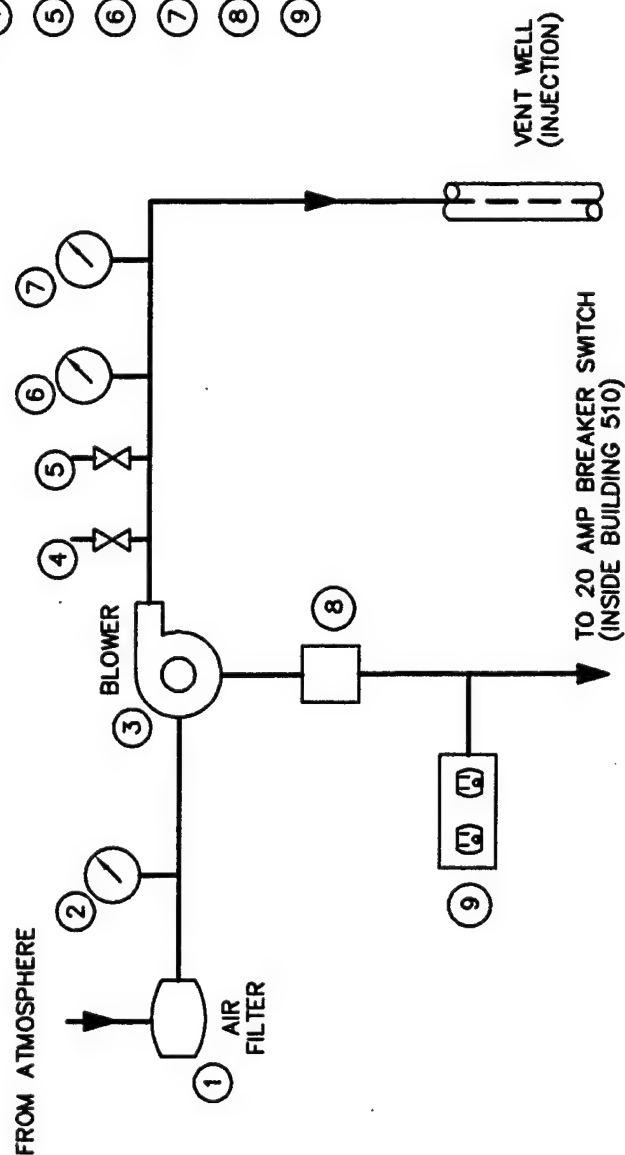 FROM ATMOSPHERE
1
AIR
FILTER
2
3
BLOWER
4
5
6
7
VENT WELL
(INJECTION)
8
9
TO 20 AMP BREAKER SWITCH
(INSIDE BUILDING 510)
5
6
7
8
9